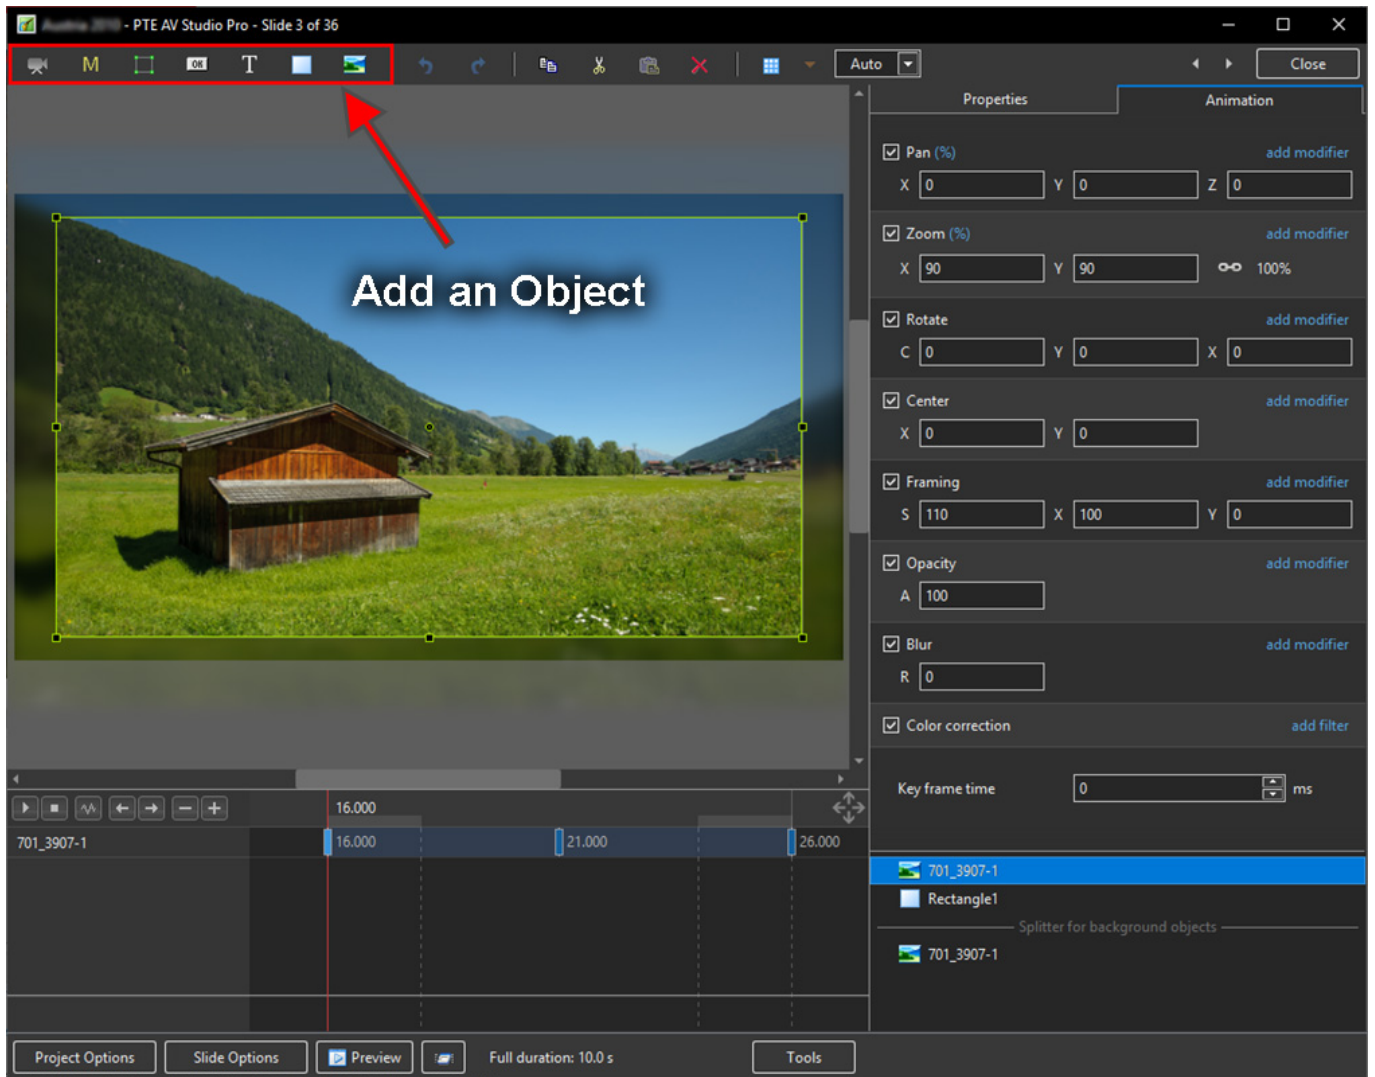 - PTE AV Studio Pro - Slide 3 of 36
M OK T Auto Close
Properties Animation
Pan (%) add modifier
X 0 Y 0 Z 0
Zoom (%) add modifier
X 90 Y 90 100%
Rotate add modifier
C 0 Y 0 X 0
Center add modifier
X 0 Y 0
Framing add modifier
S 110 X 100 Y 0
Opacity add modifier
A 100
Blur add modifier
R 0
Color correction add filter
Key frame time 0 ms
Add an Object
16.000
701_3907-1 16.000 21.000 26.000
701_3907-1
Rectangle1
Splitter for background objects
701_3907-1
Project Options Slide Options Preview Full duration: 10.0 s Tools